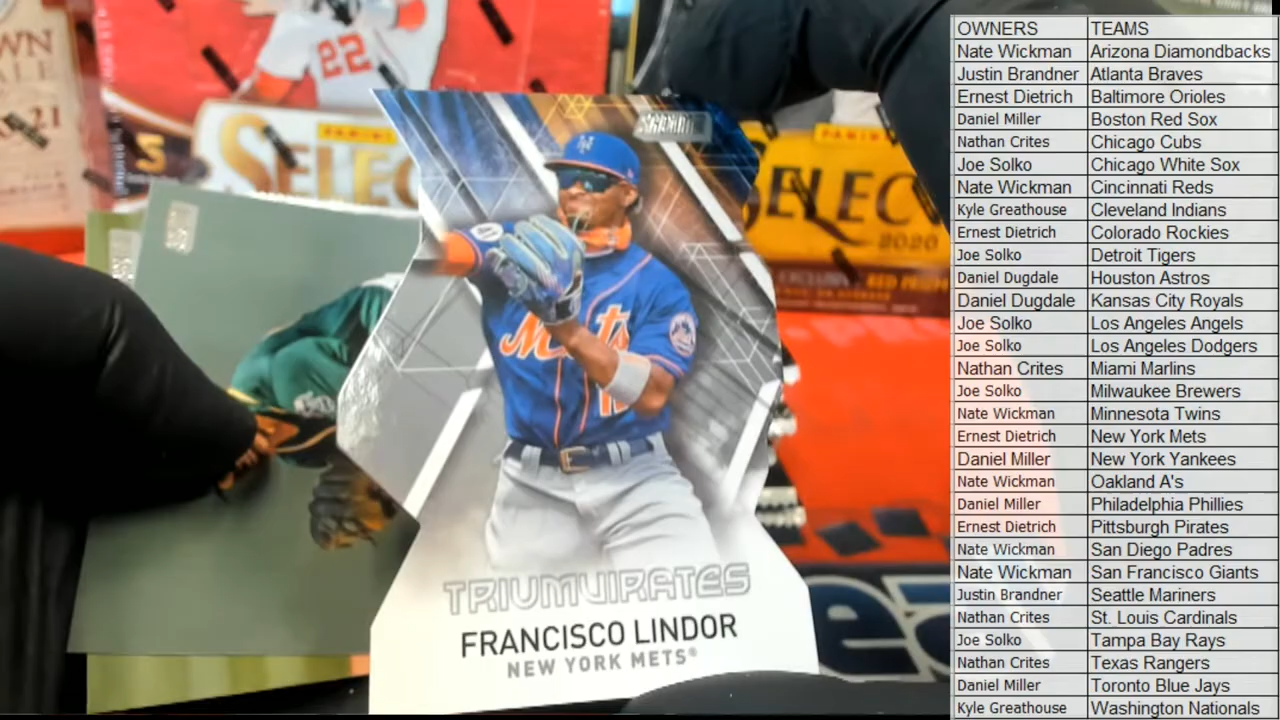 WN
ALL
21
22
5
PANINI
SELEC
PANINI
SELEC
2020
Mets
TRIUMVIRATES
FRANCISCO LINDOR
NEW YORK METS®
OWNERS TEAMS
Nate Wickman Arizona Diamondbacks
Justin Brandner Atlanta Braves
Ernest Dietrich Baltimore Orioles
Daniel Miller Boston Red Sox
Nathan Crites Chicago Cubs
Joe Solko Chicago White Sox
Nate Wickman Cincinnati Reds
Kyle Greathouse Cleveland Indians
Ernest Dietrich Colorado Rockies
Joe Solko Detroit Tigers
Daniel Dugdale Houston Astros
Daniel Dugdale Kansas City Royals
Joe Solko Los Angeles Angels
Joe Solko Los Angeles Dodgers
Nathan Crites Miami Marlins
Joe Solko Milwaukee Brewers
Nate Wickman Minnesota Twins
Ernest Dietrich New York Mets
Daniel Miller New York Yankees
Nate Wickman Oakland A's
Daniel Miller Philadelphia Phillies
Ernest Dietrich Pittsburgh Pirates
Nate Wickman San Diego Padres
Nate Wickman San Francisco Giants
Justin Brandner Seattle Mariners
Nathan Crites St. Louis Cardinals
Joe Solko Tampa Bay Rays
Nathan Crites Texas Rangers
Daniel Miller Toronto Blue Jays
Kyle Greathouse Washington Nationals